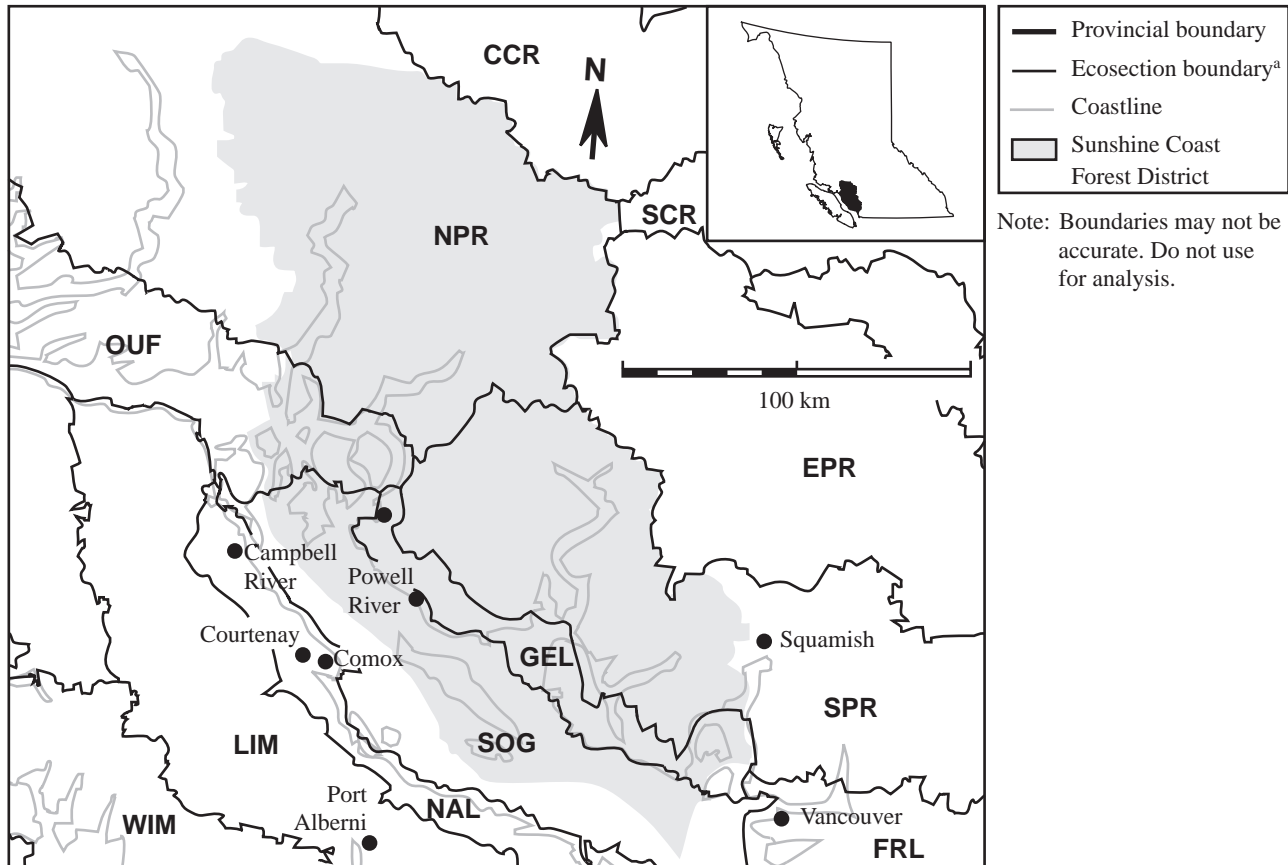 CCR
N
SCR
NPR
OUF
100 km
EPR
Campbell
River
Powell
River
Courtenay
Comox
Squamish
GEL
SPR
LIM
SOG
Port
Alberni
NAL
WIM
Vancouver
FRL
Provincial boundary
Ecosection boundaryᵃ
Coastline
Sunshine Coast
Forest District
Note: Boundaries may not be
accurate. Do not use
for analysis.